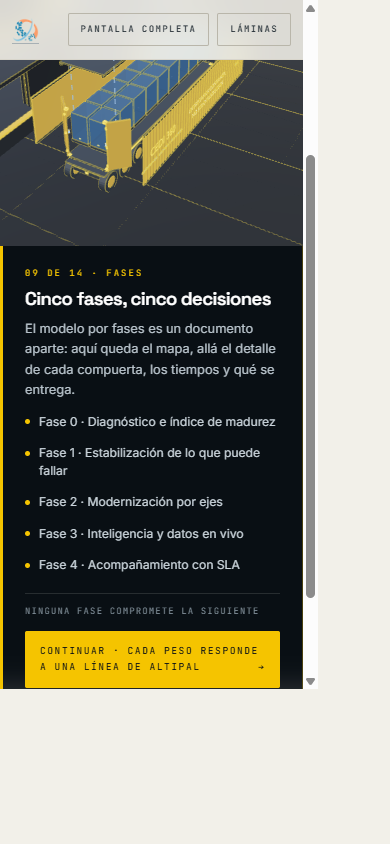 PANTALLA COMPLETA
LÁMINAS
09 DE 14 · FASES
Cinco fases, cinco decisiones
El modelo por fases es un documento
aparte: aquí queda el mapa, allá el detalle
de cada compuerta, los tiempos y qué se
entrega.
Fase 0 · Diagnóstico e índice de madurez
Fase 1 · Estabilización de lo que puede
fallar
Fase 2 · Modernización por ejes
Fase 3 · Inteligencia y datos en vivo
Fase 4 · Acompañamiento con SLA
NINGUNA FASE COMPROMETE LA SIGUIENTE
CONTINUAR · CADA PESO RESPONDE
A UNA LÍNEA DE ALTIPAL →